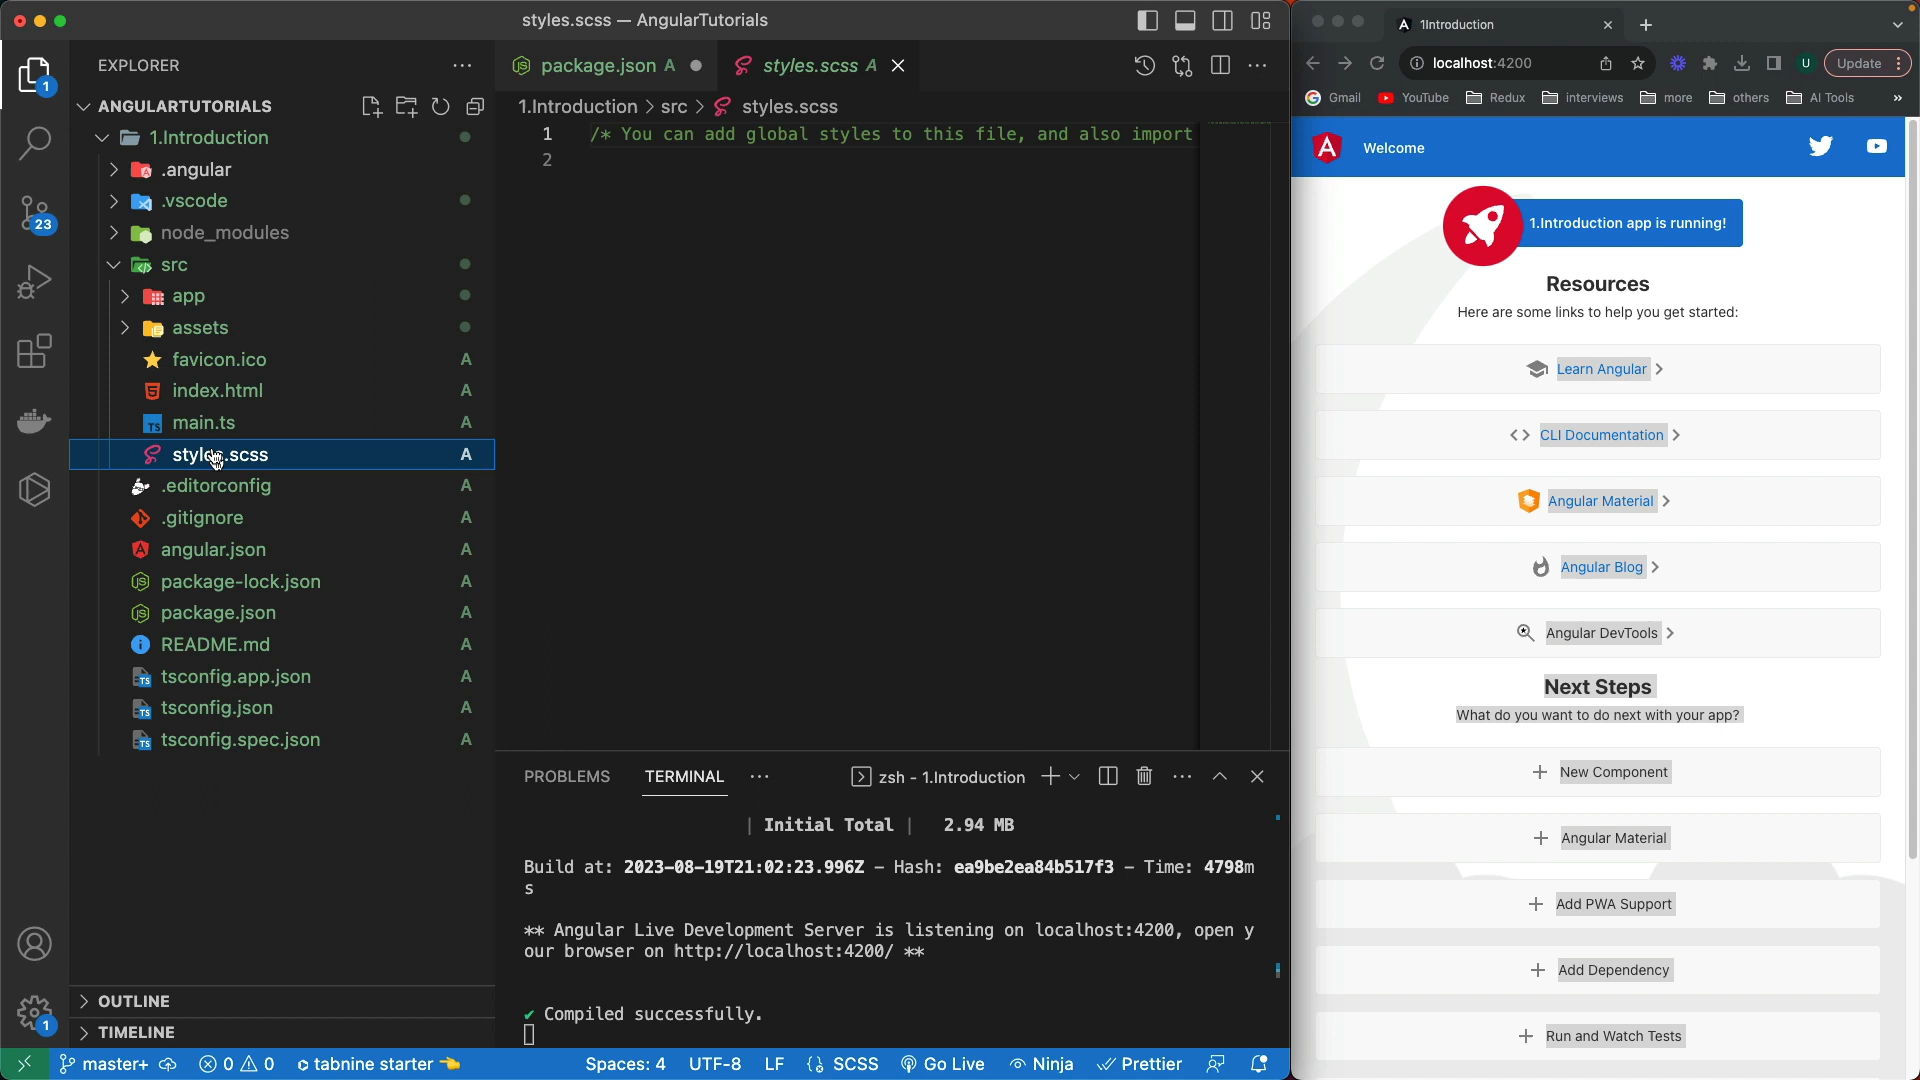 styles.scss — AngularTutorials
EXPLORER
ANGULARTUTORIALS
1.Introduction
.angular
.vscode
node_modules
src
app
assets
favicon.ico A
index.html A
main.ts A
styles.scss A
.editorconfig A
.gitignore A
angular.json A
package-lock.json A
package.json A
README.md A
tsconfig.app.json A
tsconfig.json A
tsconfig.spec.json A
OUTLINE
TIMELINE
1
23
1
package.json A
styles.scss A
1.Introduction > src > styles.scss
1 /* You can add global styles to this file, and also import
2
PROBLEMS TERMINAL
zsh - 1.Introduction
| Initial Total | 2.94 MB
Build at: 2023-08-19T21:02:23.996Z - Hash: ea9be2ea84b517f3 - Time: 4798m
s
** Angular Live Development Server is listening on localhost:4200, open y
our browser on http://localhost:4200/ **
✔ Compiled successfully.
master+ 0 0 tabnine starter Spaces: 4 UTF-8 LF {} SCSS Go Live Ninja Prettier
1Introduction
localhost:4200
U
Update
Gmail YouTube Redux interviews more others AI Tools »
Welcome
1.Introduction app is running!
Resources
Here are some links to help you get started:
Learn Angular
CLI Documentation
Angular Material
Angular Blog
Angular DevTools
Next Steps
What do you want to do next with your app?
New Component
Angular Material
Add PWA Support
Add Dependency
Run and Watch Tests